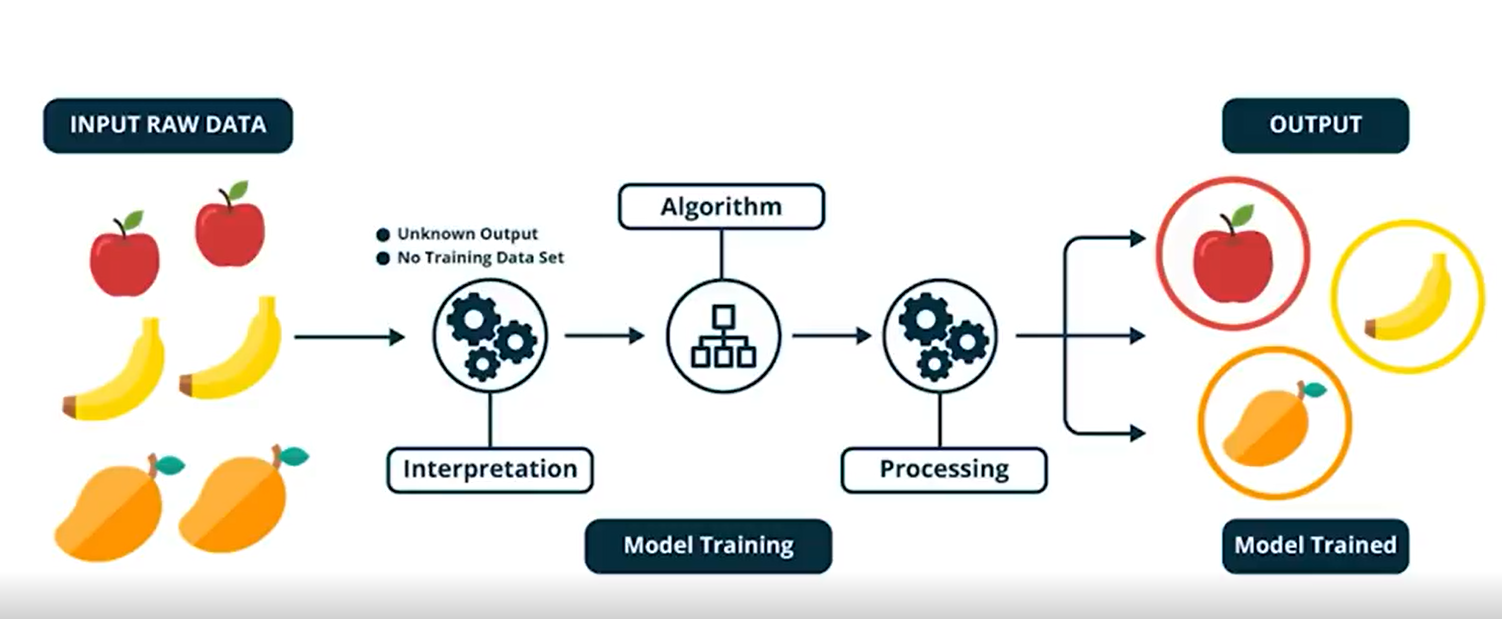 INPUT RAW DATA
OUTPUT
Algorithm
● Unknown Output
● No Training Data Set
Interpretation
Processing
Model Training
Model Trained